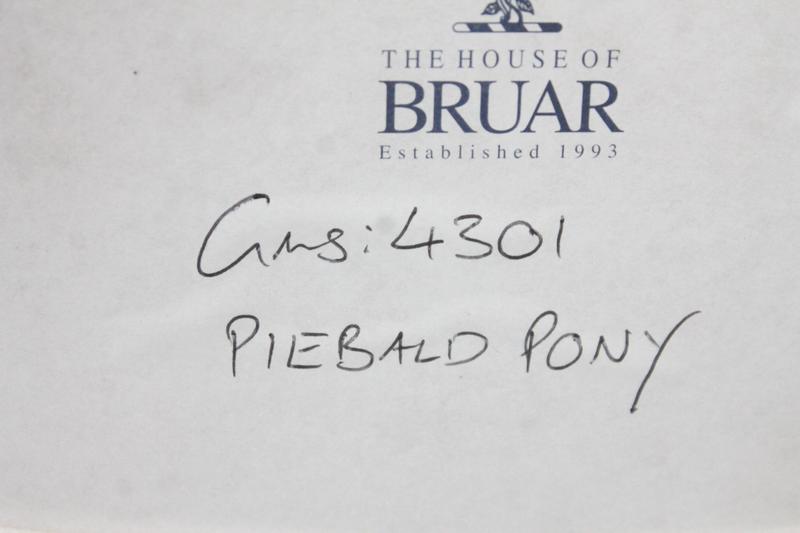 THE HOUSE OF
BRUAR
Established 1993
Gms: 4301
PIEBALD PONY